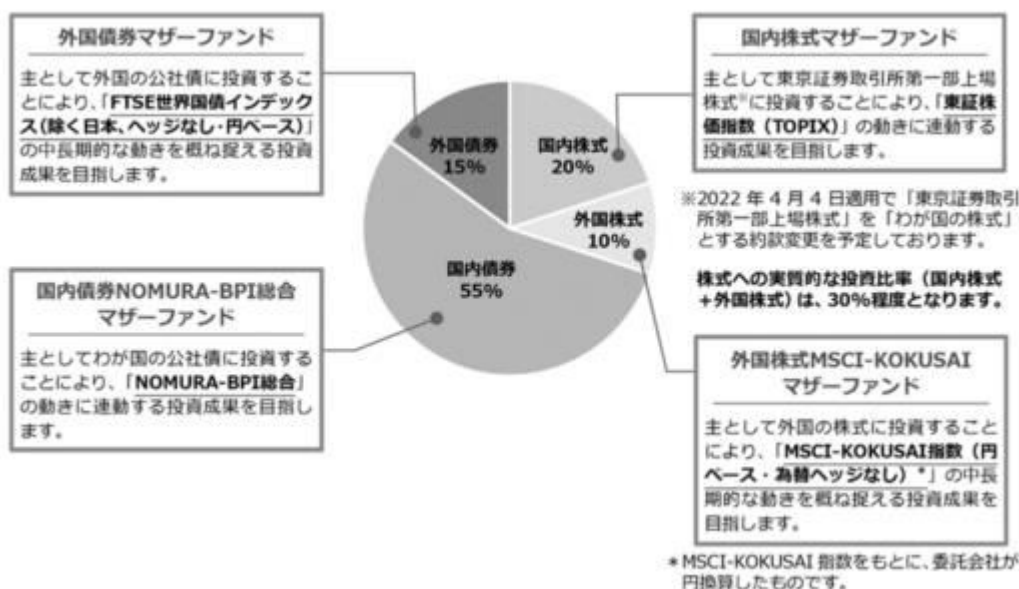 外国債券マザーファンド
主として外国の公社債に投資するこ
とにより、「FTSE世界国債インデック
ス(除く日本、ヘッジなし・円ベース)」
の中長期的な動きを概ね捉える投資
成果を目指します。
国内株式マザーファンド
主として東京証券取引所第一部上場
株式※に投資することにより、「東証株
価指数（TOPIX）」の動きに連動する
投資成果を目指します。
外国債券
15%
国内株式
20%
外国株式
10%
国内債券
55%
※2022 年 4 月 4 日適用で「東京証券取引
所第一部上場株式」を「わが国の株式」
とする約款変更を予定しております。
株式への実質的な投資比率（国内株式
+外国株式）は、30%程度となります。
国内債券NOMURA-BPI総合
マザーファンド
主としてわが国の公社債に投資する
ことにより、「NOMURA-BPI総合」
の動きに連動する投資成果を目指し
ます。
外国株式MSCI-KOKUSAI
マザーファンド
主として外国の株式に投資すること
により、「MSCI-KOKUSAI指数（円
ベース・為替ヘッジなし）*」の中長
期的な動きを概ね捉える投資成果を
目指します。
*MSCI-KOKUSAI 指数をもとに、委託会社が
円換算したものです。